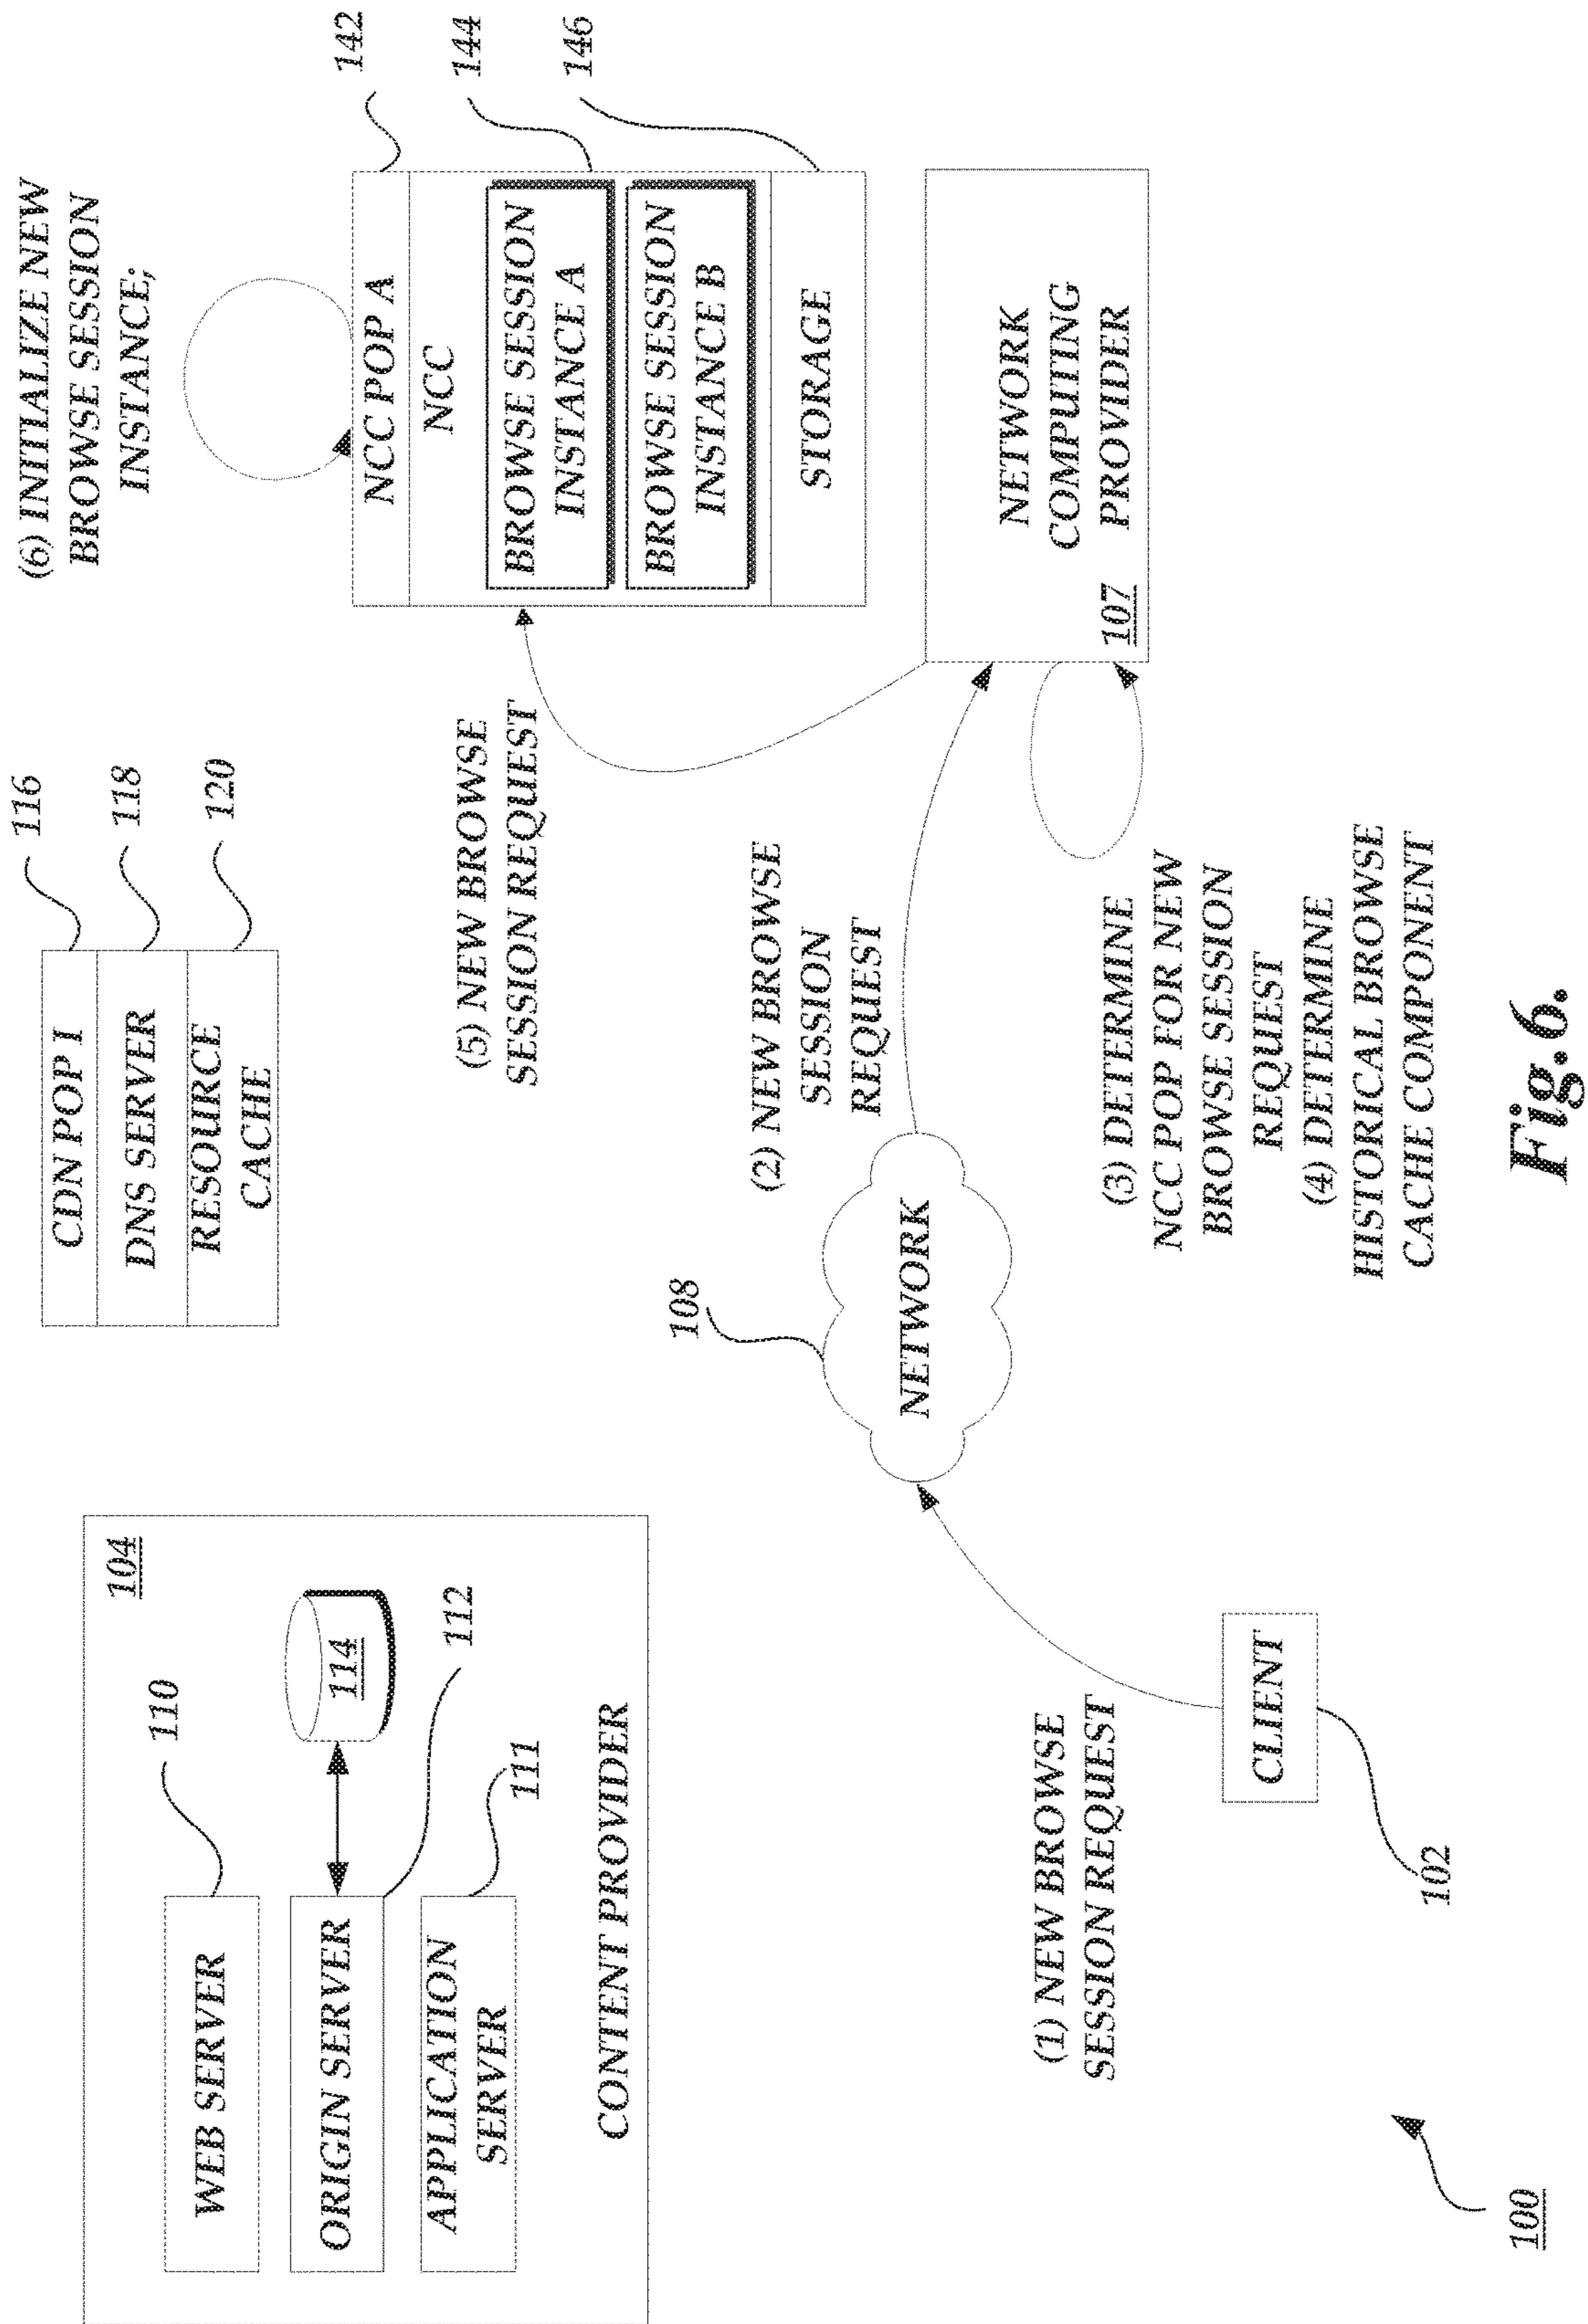 104
WEB SERVER
110
ORIGIN SERVER
114
112
APPLICATION
SERVER
111
CONTENT PROVIDER
CDN POP 1
116
DNS SERVER
118
RESOURCE
CACHE
120
(6) INITIALIZE NEW
BROWSE SESSION
INSTANCE;
NCC POP A
142
NCC
BROWSE SESSION
INSTANCE A
144
BROWSE SESSION
INSTANCE B
STORAGE
146
(5) NEW BROWSE
SESSION REQUEST
108
NETWORK
(2) NEW BROWSE
SESSION
REQUEST
NETWORK
COMPUTING
PROVIDER
107
(1) NEW BROWSE
SESSION REQUEST
CLIENT
102
(3) DETERMINE
NCC POP FOR NEW
BROWSE SESSION
REQUEST
(4) DETERMINE
HISTORICAL BROWSE
CACHE COMPONENT
100
Fig.6.